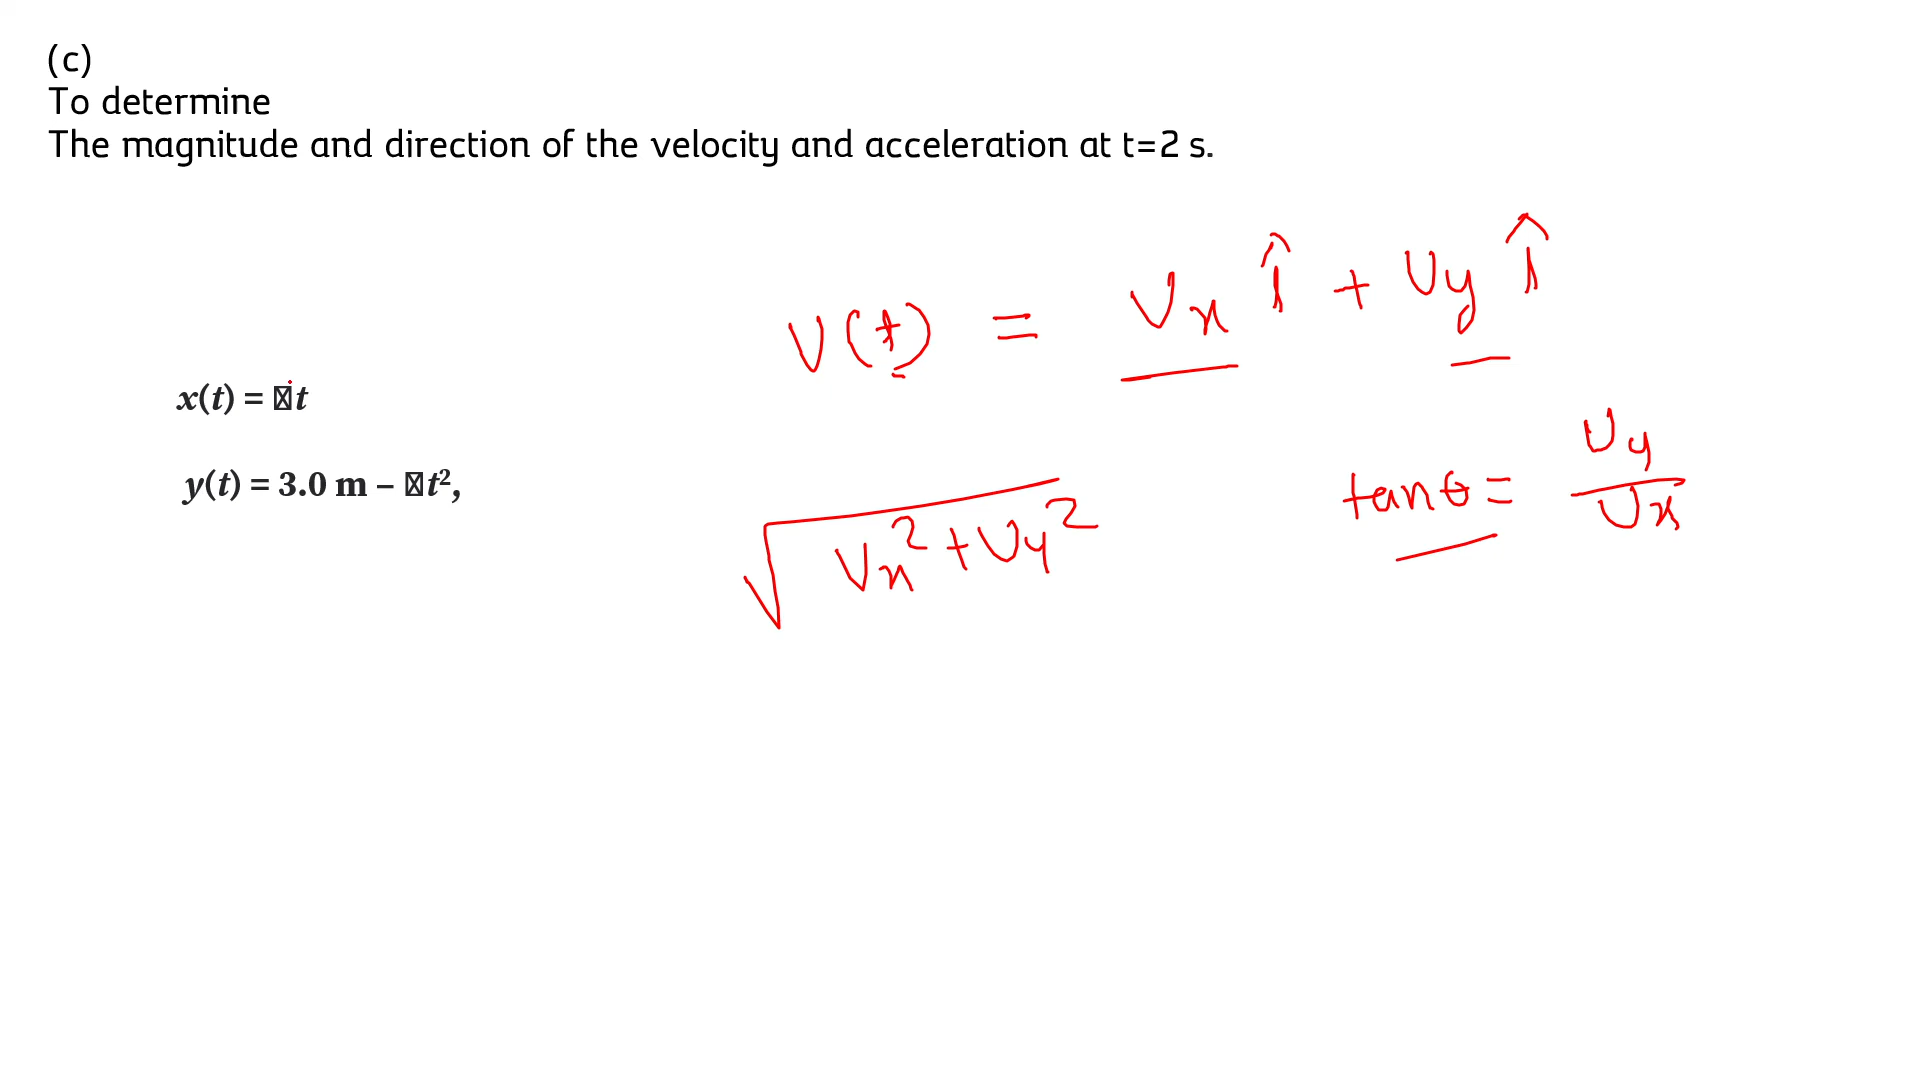 (c)
To determine
The magnitude and direction of the velocity and acceleration at t=2 s.
V(t) = Vx î + Vy ĵ
x(t) = t
y(t) = 3.0 m – t²,
√Vx² + Vy²
tanθ = Vy/Vx